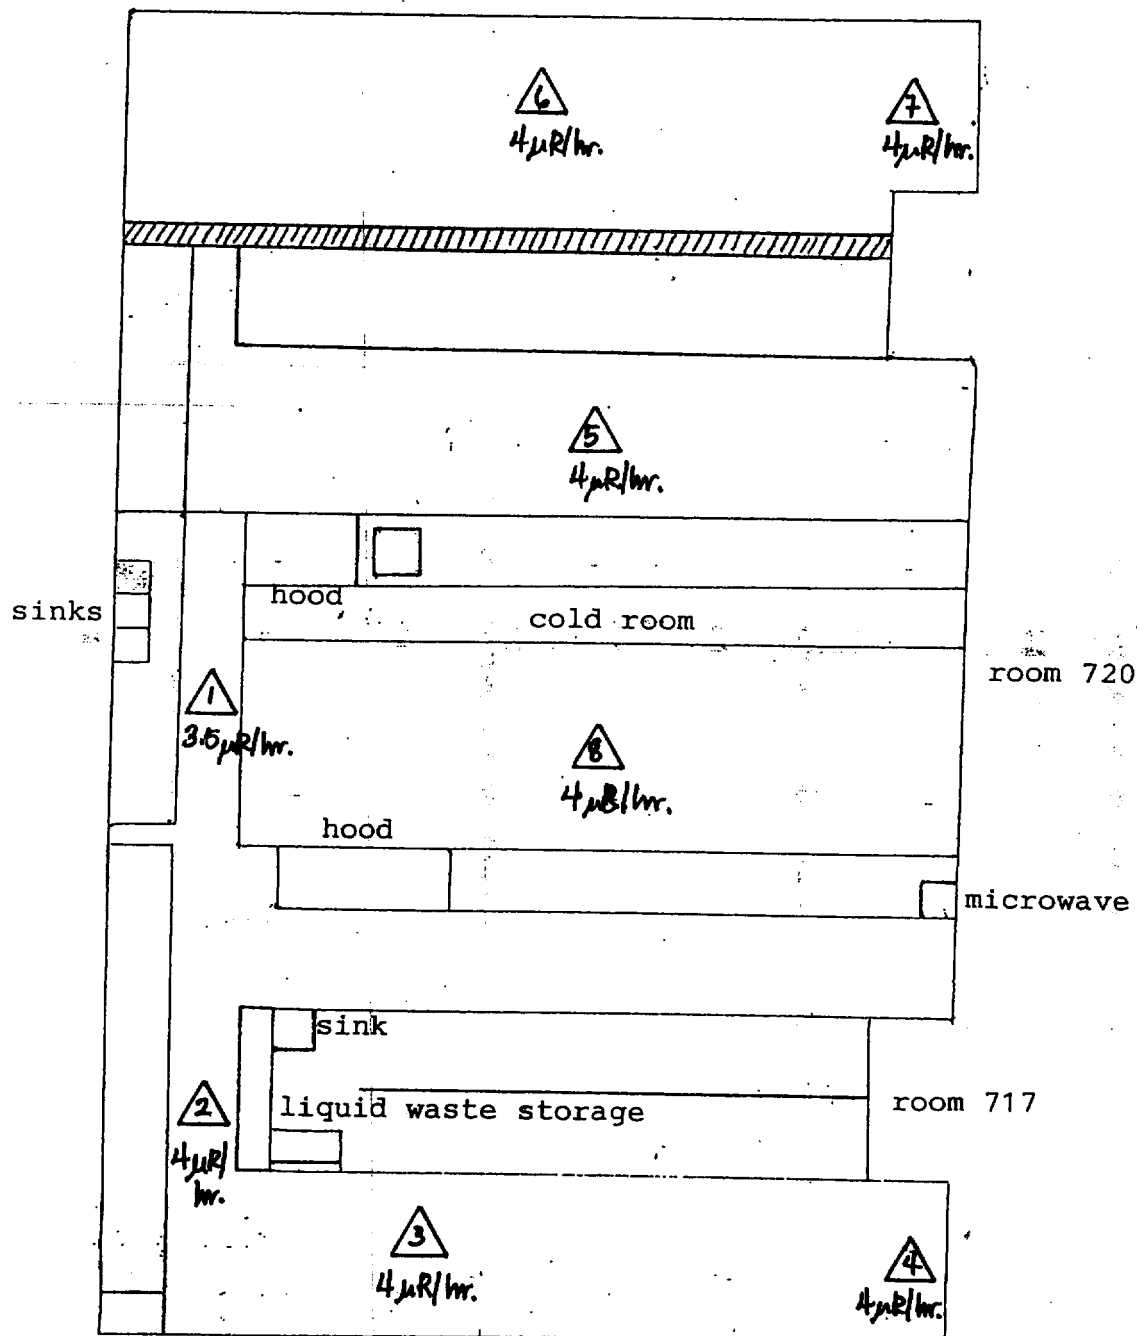 6
4μR/hr.
7
4μR/hr.
5
4μR/hr.
hood
sinks
cold room
room 720
1
3.5μR/hr.
8
4μR/hr.
hood
microwave
sink
2
liquid waste storage
room 717
4μR/
hr.
3
4μR/hr.
4
4μR/hr.